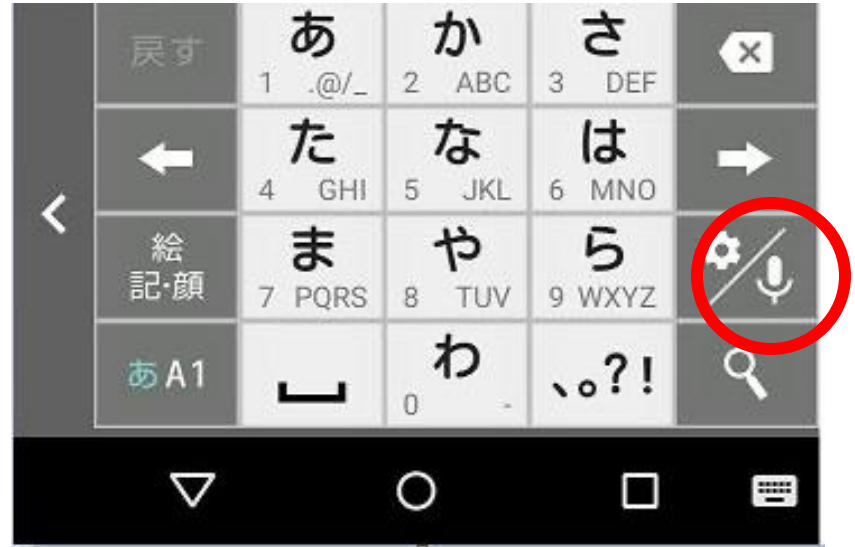 戻す あ か さ
1 .@/_ 2 ABC 3 DEF
た な は
4 GHI 5 JKL 6 MNO
絵 ま や ら
記・顔 7 PQRS 8 TUV 9 WXYZ
あA1 わ 、。?!
0 -